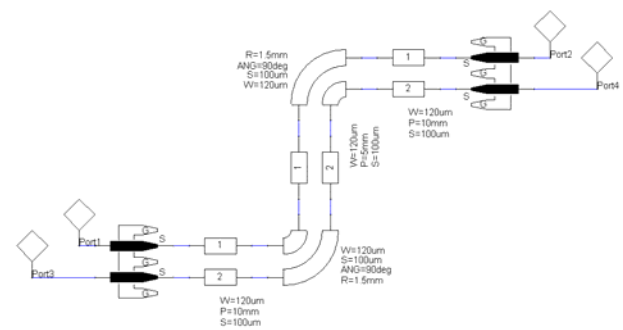 R=1.5mm
ANG=90deg
S=100um
W=120um
1
2
G
S
G
S
G
Port2
Port4
W=120um
P=10mm
S=100um
1
2
W=120um
P=5mm
S=100um
Port1
Port3
G
S
G
S
G
1
2
W=120um
P=10mm
S=100um
W=120um
S=100um
ANG=90deg
R=1.5mm